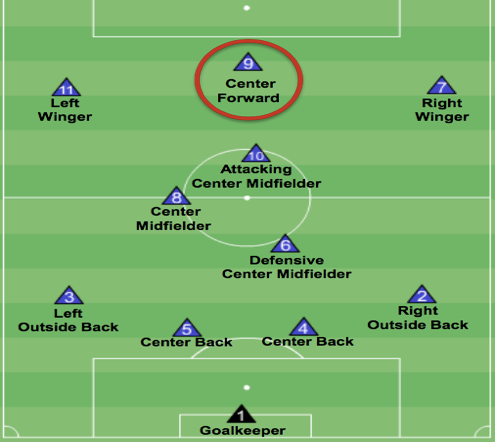 9
Center
Forward
11
Left
Winger
7
Right
Winger
10
Attacking
Center Midfielder
8
Center
Midfielder
6
Defensive
Center Midfielder
3
Left
Outside Back
2
Right
Outside Back
5
Center Back
4
Center Back
1
Goalkeeper